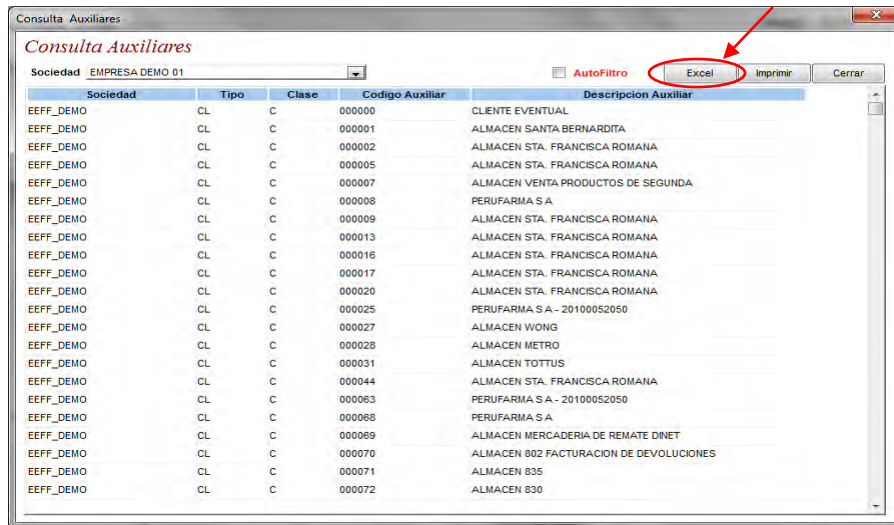 Consulta Auxiliares
Consulta Auxiliares
Sociedad EMPRESA DEMO 01 AutoFiltro Excel Imprimir Cerrar
Sociedad Tipo Clase Codigo Auxiliar Descripcion Auxiliar
EEFF_DEMO CL C 000000 CLIENTE EVENTUAL
EEFF_DEMO CL C 000001 ALMACEN SANTA BERNARDITA
EEFF_DEMO CL C 000002 ALMACEN STA. FRANCISCA ROMANA
EEFF_DEMO CL C 000005 ALMACEN STA. FRANCISCA ROMANA
EEFF_DEMO CL C 000007 ALMACEN VENTA PRODUCTOS DE SEGUNDA
EEFF_DEMO CL C 000008 PERUFARMA S A
EEFF_DEMO CL C 000009 ALMACEN STA. FRANCISCA ROMANA
EEFF_DEMO CL C 000013 ALMACEN STA. FRANCISCA ROMANA
EEFF_DEMO CL C 000016 ALMACEN STA. FRANCISCA ROMANA
EEFF_DEMO CL C 000017 ALMACEN STA. FRANCISCA ROMANA
EEFF_DEMO CL C 000020 ALMACEN STA. FRANCISCA ROMANA
EEFF_DEMO CL C 000025 PERUFARMA S A - 20100052050
EEFF_DEMO CL C 000027 ALMACEN WONG
EEFF_DEMO CL C 000028 ALMACEN METRO
EEFF_DEMO CL C 000031 ALMACEN TOTTUS
EEFF_DEMO CL C 000044 ALMACEN STA. FRANCISCA ROMANA
EEFF_DEMO CL C 000063 PERUFARMA S A - 20100052050
EEFF_DEMO CL C 000068 PERUFARMA S A
EEFF_DEMO CL C 000069 ALMACEN MERCADERIA DE REMATE DINET
EEFF_DEMO CL C 000070 ALMACEN 802 FACTURACION DE DEVOLUCIONES
EEFF_DEMO CL C 000071 ALMACEN 835
EEFF_DEMO CL C 000072 ALMACEN 830